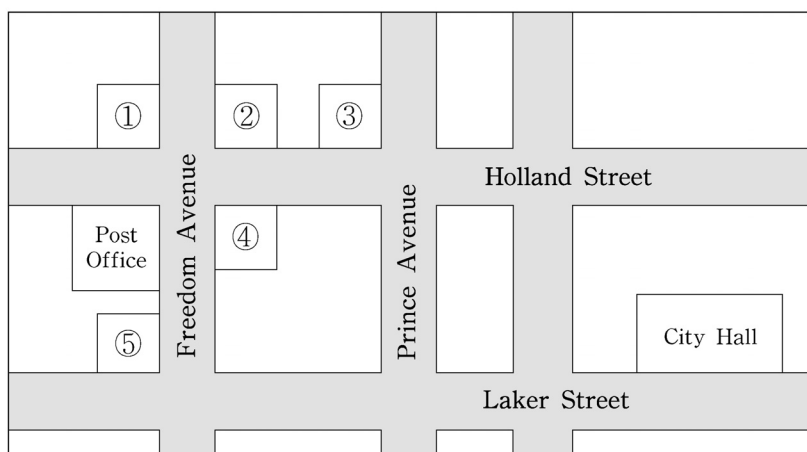 ①
②
③
Holland Street
Post
Office
④
Freedom Avenue
Prince Avenue
⑤
City Hall
Laker Street